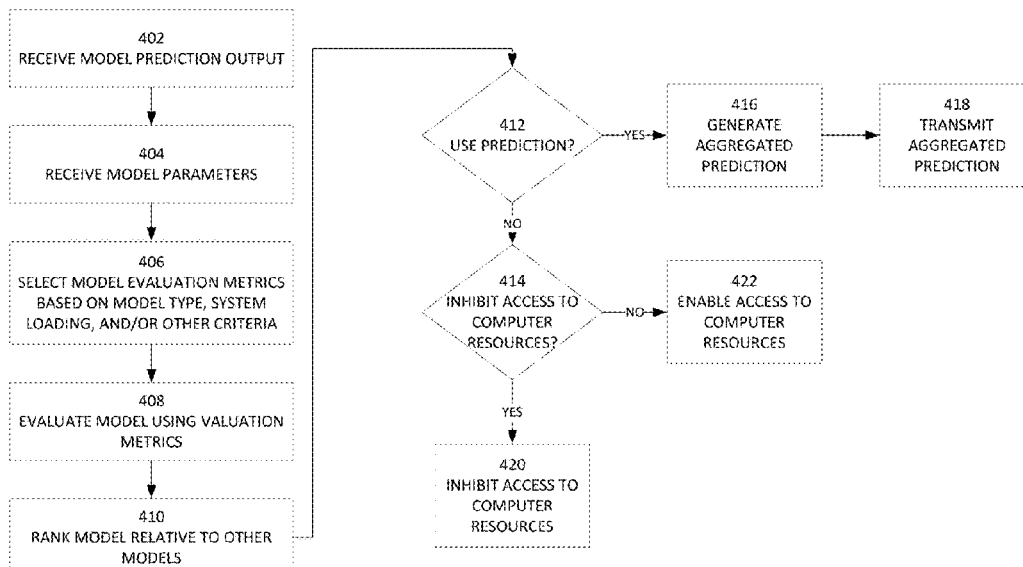 402
RECEIVE MODEL PREDICTION OUTPUT
404
RECEIVE MODEL PARAMETERS
406
SELECT MODEL EVALUATION METRICS
BASED ON MODEL TYPE, SYSTEM
LOADING, AND/OR OTHER CRITERIA
408
EVALUATE MODEL USING VALUATION
METRICS
410
RANK MODEL RELATIVE TO OTHER
MODELS
412
USE PREDICTION?
YES
416
GENERATE
AGGREGATED
PREDICTION
418
TRANSMIT
AGGREGATED
PREDICTION
NO
414
INHIBIT ACCESS TO
COMPUTER
RESOURCES?
NO
422
ENABLE ACCESS TO
COMPUTER
RESOURCES
YES
420
INHIBIT ACCESS TO
COMPUTER
RESOURCES